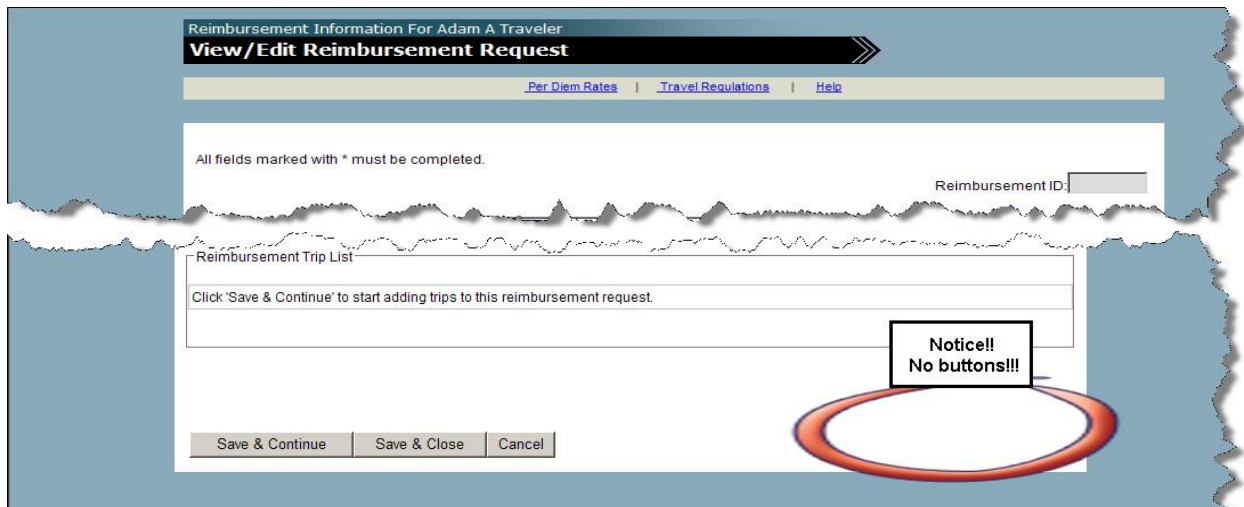 Reimbursement Information For Adam A Traveler
View/Edit Reimbursement Request
Per Diem Rates | Travel Regulations | Help
All fields marked with * must be completed.
Reimbursement ID:
Reimbursement Trip List
Click 'Save & Continue' to start adding trips to this reimbursement request.
Notice!!
No buttons!!!
Save & Continue Save & Close Cancel